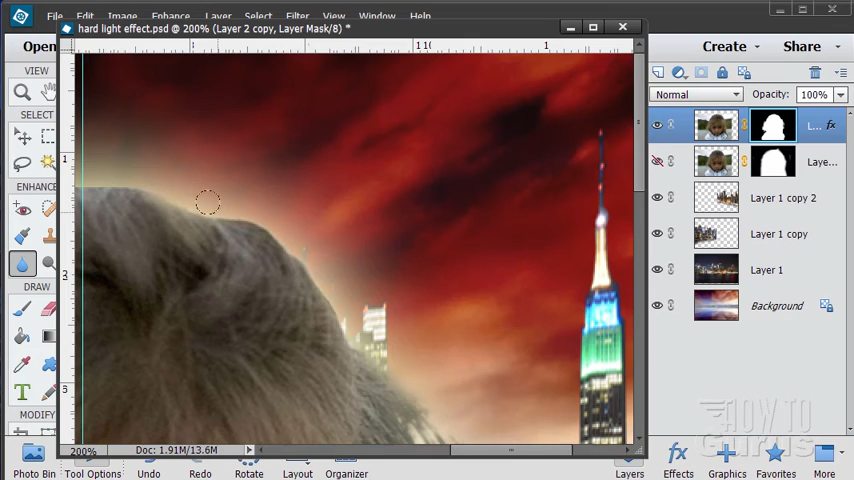 File Edit Image Enhance Layer Select Filter View Window Help
hard light effect.psd @ 200% (Layer 2 copy, Layer Mask/8) *
Open
Create
Share
VIEW
SELECT
ENHANCE
DRAW
MODIFY
Normal
Opacity: 100%
L... fx
Laye...
Layer 1 copy 2
Layer 1 copy
Layer 1
Background
200% Doc: 1.91M/13.6M
HOW TO
Gurus
Photo Bin Tool Options Undo Redo Rotate Layout Organizer Layers Effects Graphics Favorites More